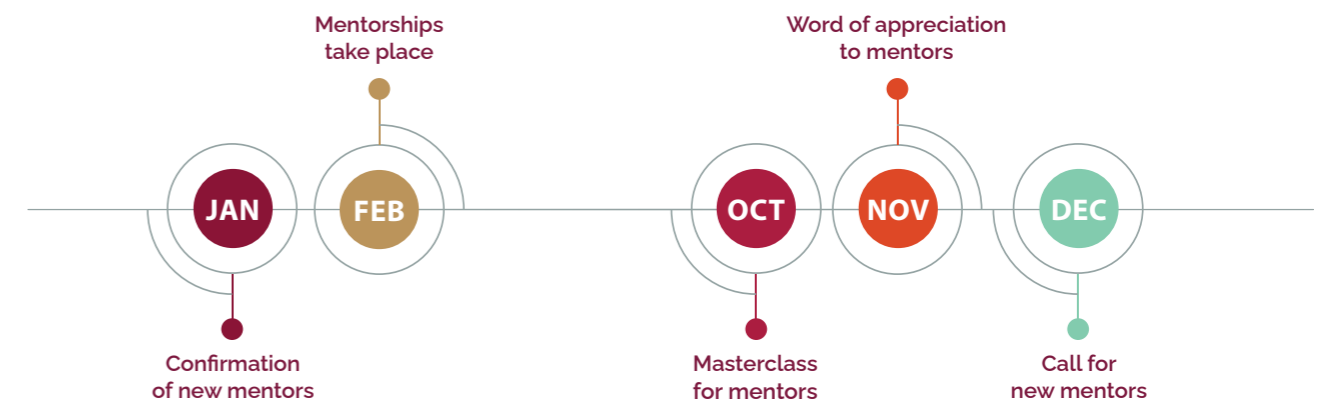 Mentorships
take place
Word of appreciation
to mentors
JAN
FEB
OCT
NOV
DEC
Confirmation
of new mentors
Masterclass
for mentors
Call for
new mentors